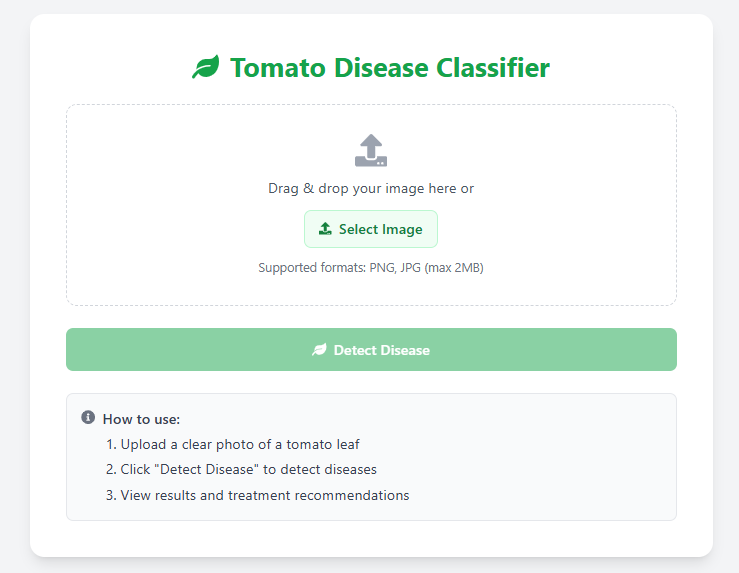 Tomato Disease Classifier
Drag & drop your image here or
Select Image
Supported formats: PNG, JPG (max 2MB)
Detect Disease
How to use:
1. Upload a clear photo of a tomato leaf
2. Click "Detect Disease" to detect diseases
3. View results and treatment recommendations